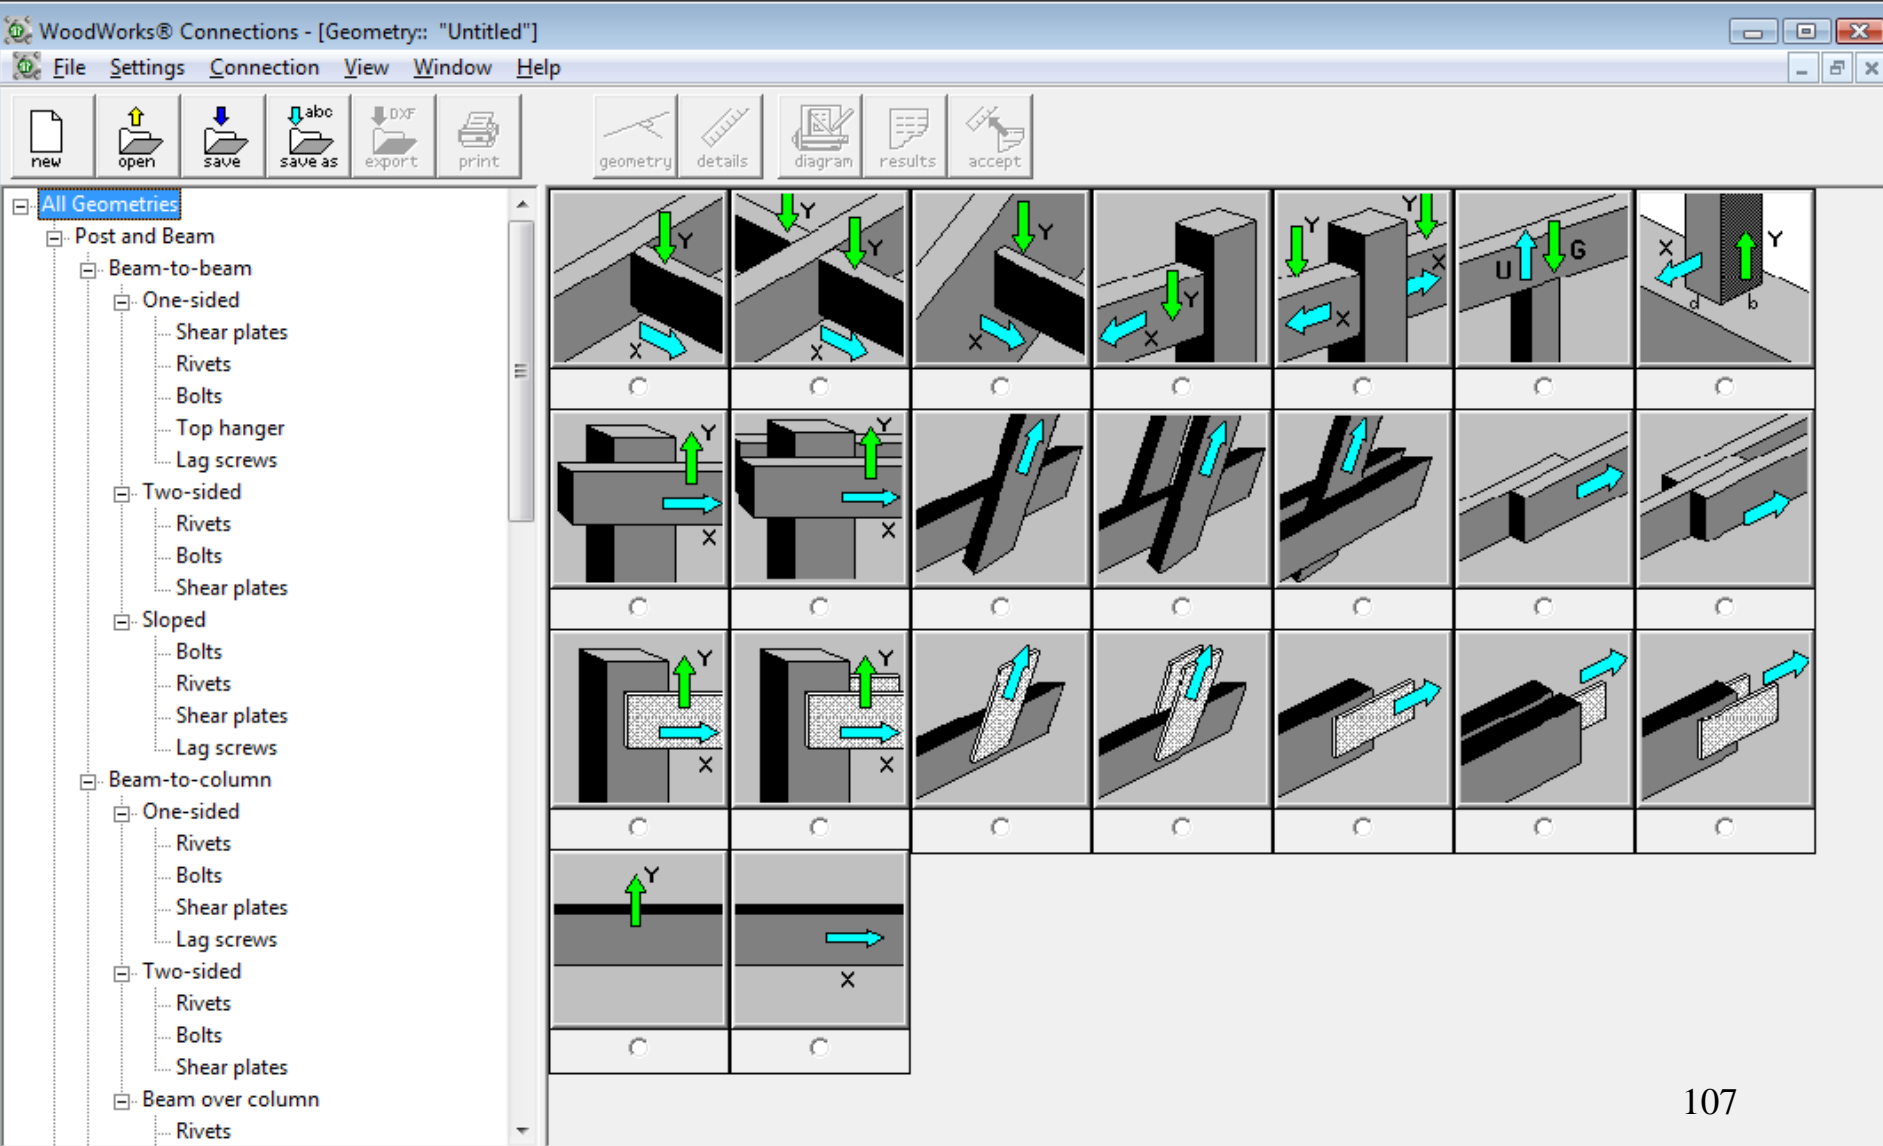 WoodWorks® Connections - [Geometry:: "Untitled"]
File Settings Connection View Window Help
new open save abc save as DXF export print geometry details diagram results accept
All Geometries
Post and Beam
Beam-to-beam
One-sided
Shear plates
Rivets
Bolts
Top hanger
Lag screws
Two-sided
Rivets
Bolts
Shear plates
Sloped
Bolts
Rivets
Shear plates
Lag screws
Beam-to-column
One-sided
Rivets
Bolts
Shear plates
Lag screws
Two-sided
Rivets
Bolts
Shear plates
Beam over column
Rivets
Y X
Y Y X
Y X
Y X
Y Y X X
U G
X Y d b
Y X
Y X
Y X
Y X
Y
X
107